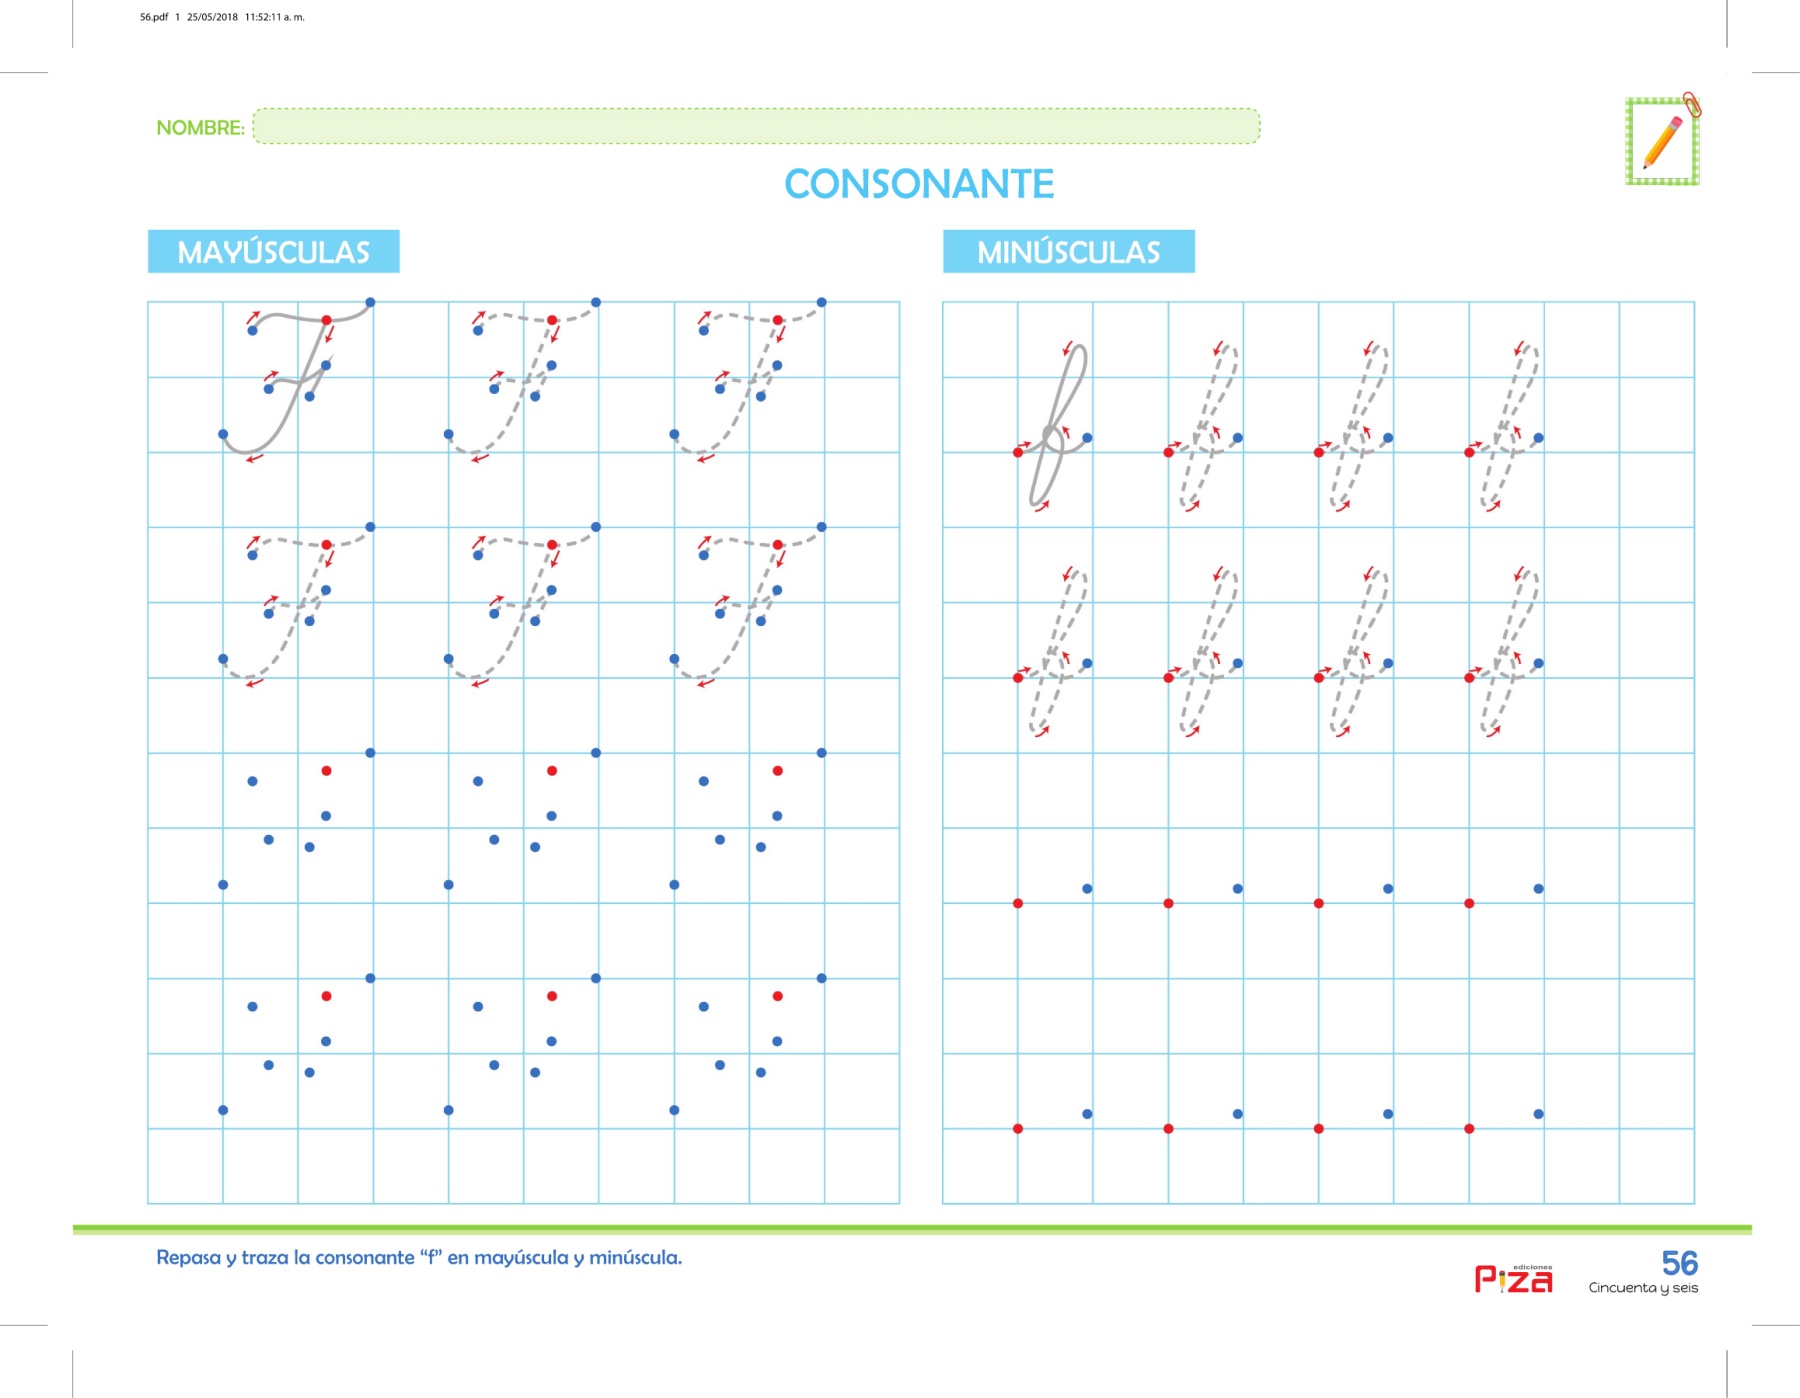 56.pdf 1 25/05/2018 11:52:11 a. m.
NOMBRE:
CONSONANTE
MAYÚSCULAS
MINÚSCULAS
F F F
f f f f
F F F
f f f f
Repasa y traza la consonante “f” en mayúscula y minúscula.
ediciones
Piza
56
Cincuenta y seis